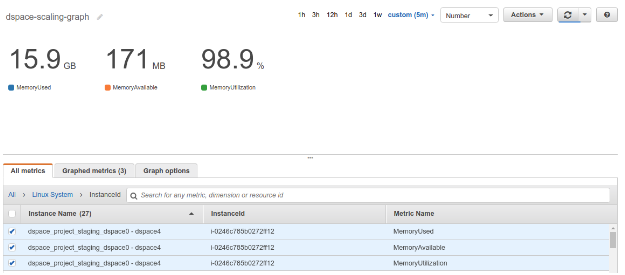 dspace-scaling-graph
1h 3h 12h 1d 3d 1w custom (5m) Number Actions
15.9 GB 171 MB 98.9 %
MemoryUsed MemoryAvailable MemoryUtilization
All metrics Graphed metrics (3) Graph options
All > Linux System > InstanceId Search for any metric, dimension or resource id
Instance Name (27) InstanceId Metric Name
dspace_project_staging_dspace0 - dspace4 i-0246c765b0272ff12 MemoryUsed
dspace_project_staging_dspace0 - dspace4 i-0246c765b0272ff12 MemoryAvailable
dspace_project_staging_dspace0 - dspace4 i-0246c765b0272ff12 MemoryUtilization